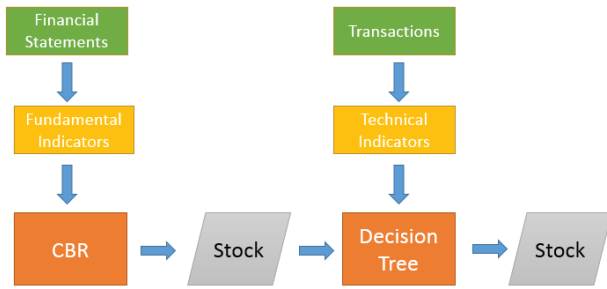 Financial
Statements
Transactions
Fundamental
Indicators
Technical
Indicators
CBR
Stock
Decision
Tree
Stock